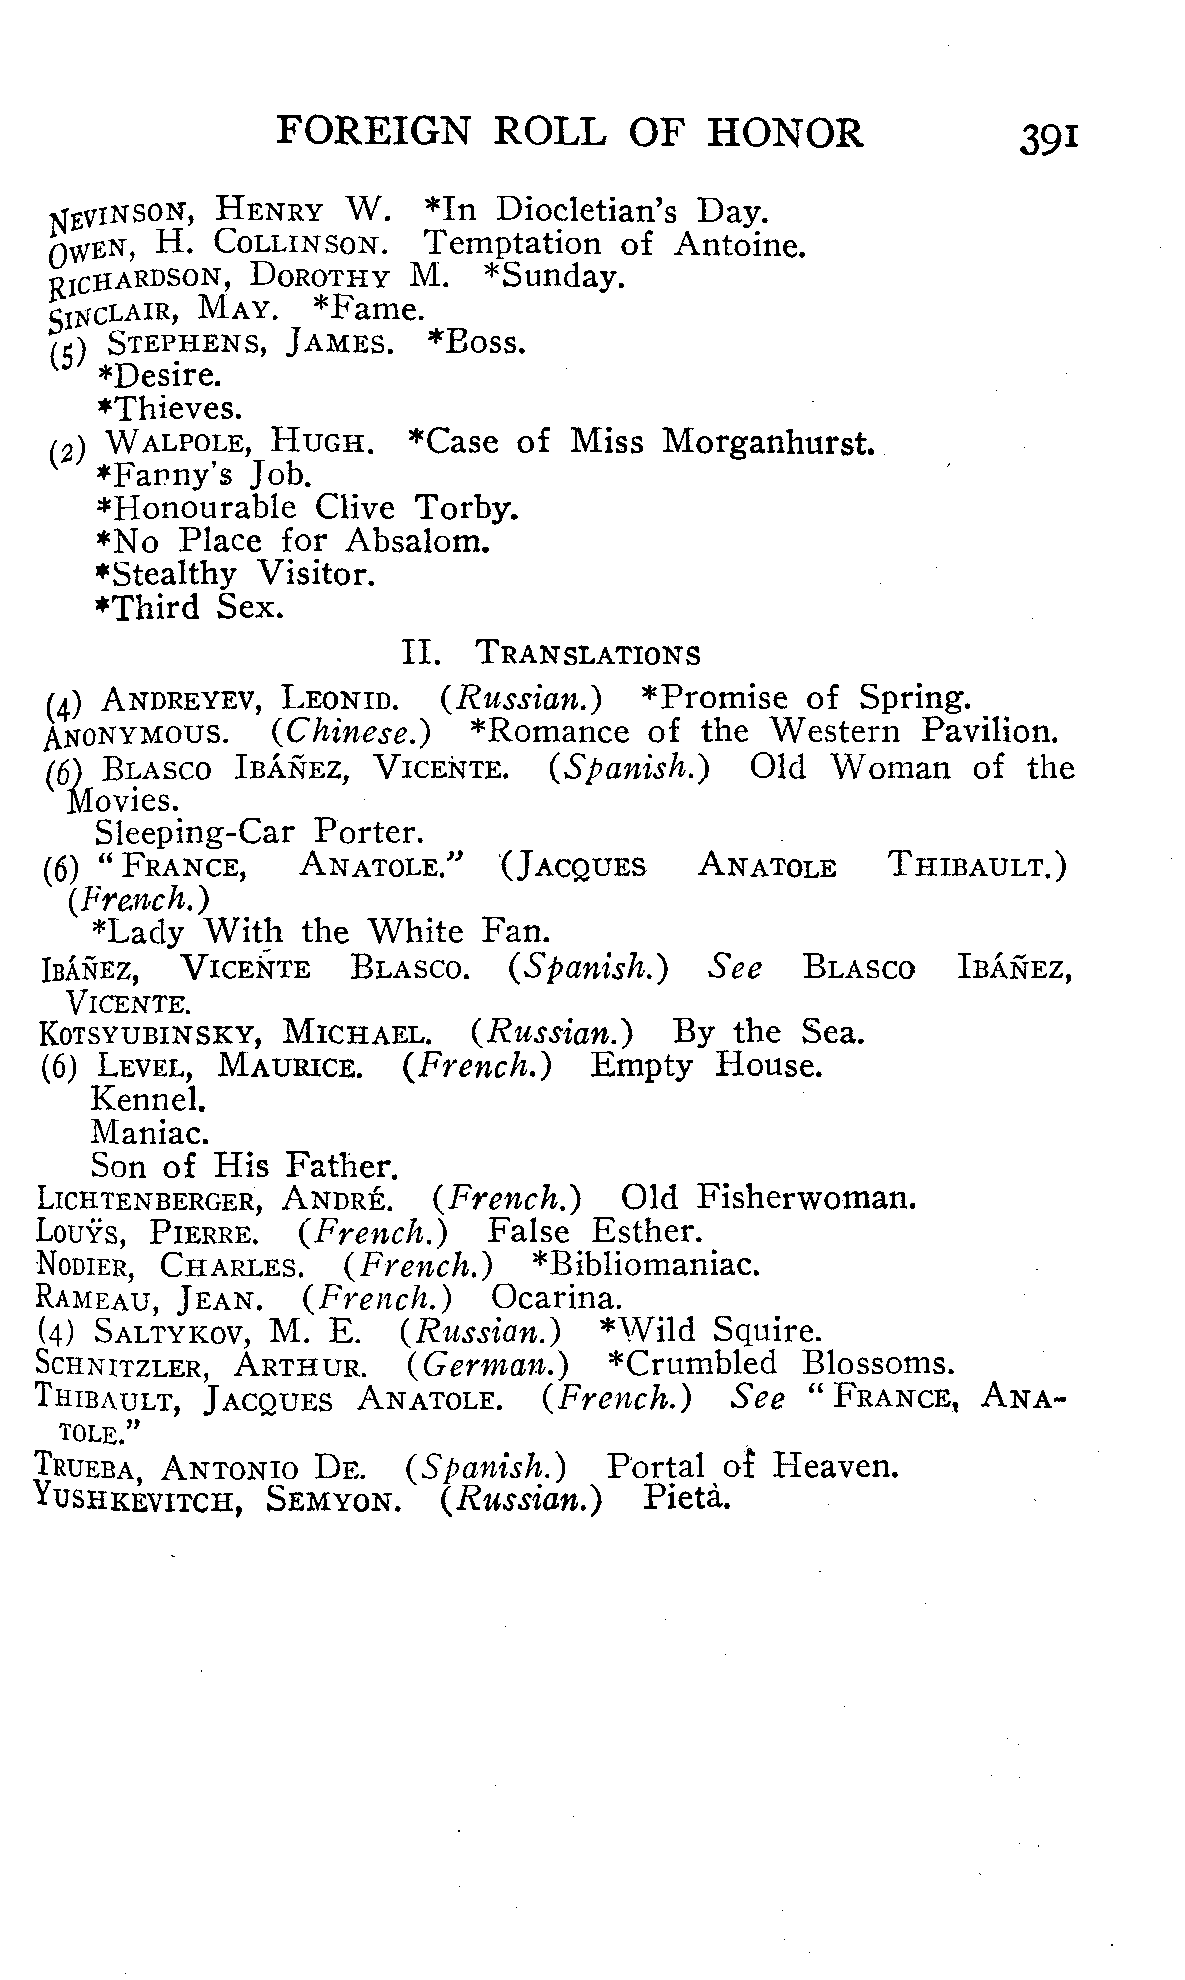 FOREIGN ROLL OF HONOR 391
NEVINSON, HENRY W. *In Diocletian's Day.
OWEN, H. COLLINSON. Temptation of Antoine.
RICHARDSON, DOROTHY M. *Sunday.
SINCLAIR, MAY. *Fame.
(5) STEPHENS, JAMES. *Boss.
*Desire.
*Thieves.
(2) WALPOLE, HUGH. *Case of Miss Morganhurst.
*Fanny's Job.
*Honourable Clive Torby.
*No Place for Absalom.
*Stealthy Visitor.
*Third Sex.
II. TRANSLATIONS
(4) ANDREYEV, LEONID. (Russian.) *Promise of Spring.
ANONYMOUS. (Chinese.) *Romance of the Western Pavilion.
(6) BLASCO IBÁÑEZ, VICENTE. (Spanish.) Old Woman of the
Movies.
Sleeping-Car Porter.
(6) "FRANCE, ANATOLE." (JACQUES ANATOLE THIBAULT.)
(French.)
*Lady With the White Fan.
IBÁÑEZ, VICENTE BLASCO. (Spanish.) See BLASCO IBÁÑEZ,
VICENTE.
KOTSYUBINSKY, MICHAEL. (Russian.) By the Sea.
(6) LEVEL, MAURICE. (French.) Empty House.
Kennel.
Maniac.
Son of His Father.
LICHTENBERGER, ANDRÉ. (French.) Old Fisherwoman.
LOUŸS, PIERRE. (French.) False Esther.
NODIER, CHARLES. (French.) *Bibliomaniac.
RAMEAU, JEAN. (French.) Ocarina.
(4) SALTYKOV, M. E. (Russian.) *Wild Squire.
SCHNITZLER, ARTHUR. (German.) *Crumbled Blossoms.
THIBAULT, JACQUES ANATOLE. (French.) See "FRANCE, ANA-
TOLE."
TRUEBA, ANTONIO DE. (Spanish.) Portal of Heaven.
YUSHKEVITCH, SEMYON. (Russian.) Pietà.